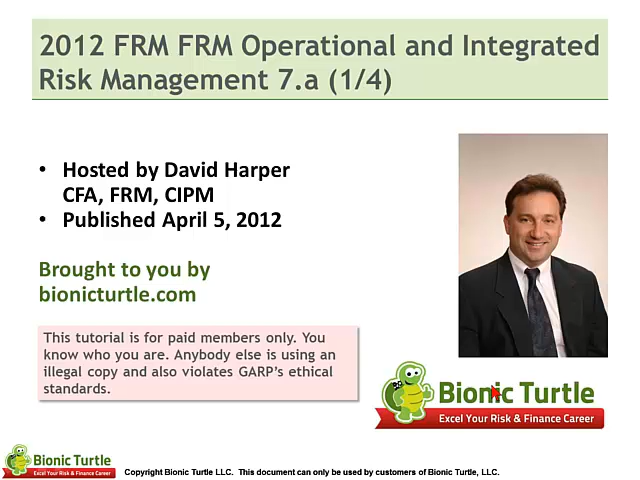 2012 FRM FRM Operational and Integrated
Risk Management 7.a (1/4)
• Hosted by David Harper
CFA, FRM, CIPM
• Published April 5, 2012
Brought to you by
bionicturtle.com
This tutorial is for paid members only. You
know who you are. Anybody else is using an
illegal copy and also violates GARP's ethical
standards.
Bionic Turtle
Excel Your Risk & Finance Career
Bionic Turtle
Excel Your Risk & Finance Career
Copyright Bionic Turtle LLC. This document can only be used by customers of Bionic Turtle, LLC.